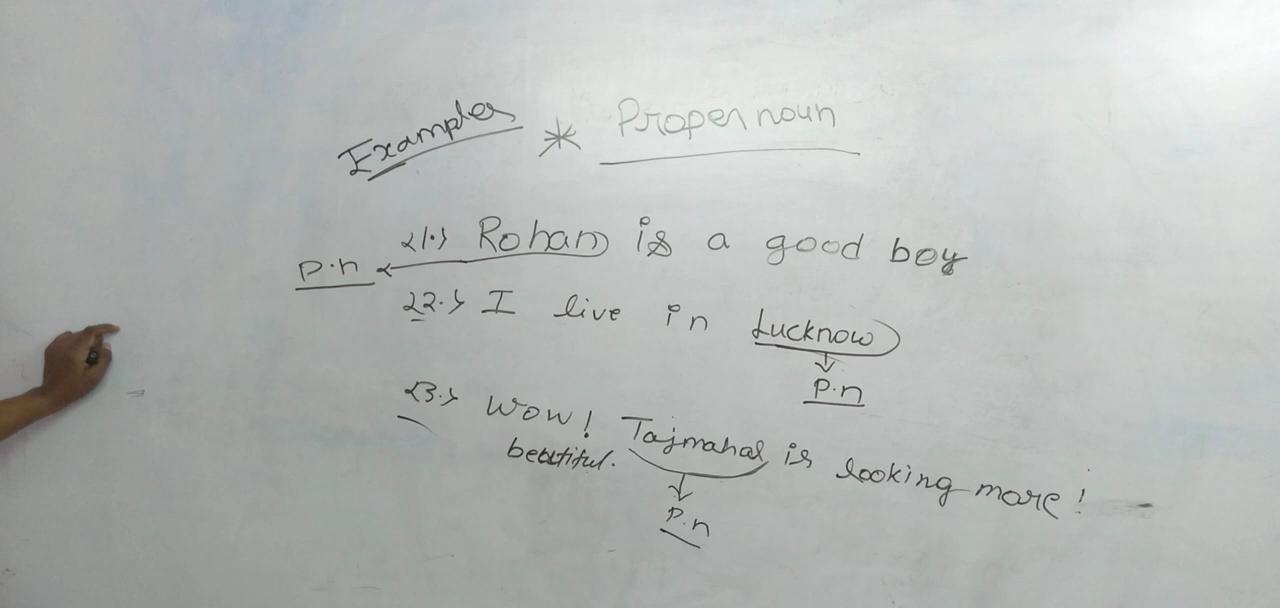 Examples * Proper noun
<1.> Rohan is a good boy
P.n
<2.> I live in Lucknow
P.n
<3.> Wow! Tajmahal is looking more!
beautiful.
P.n